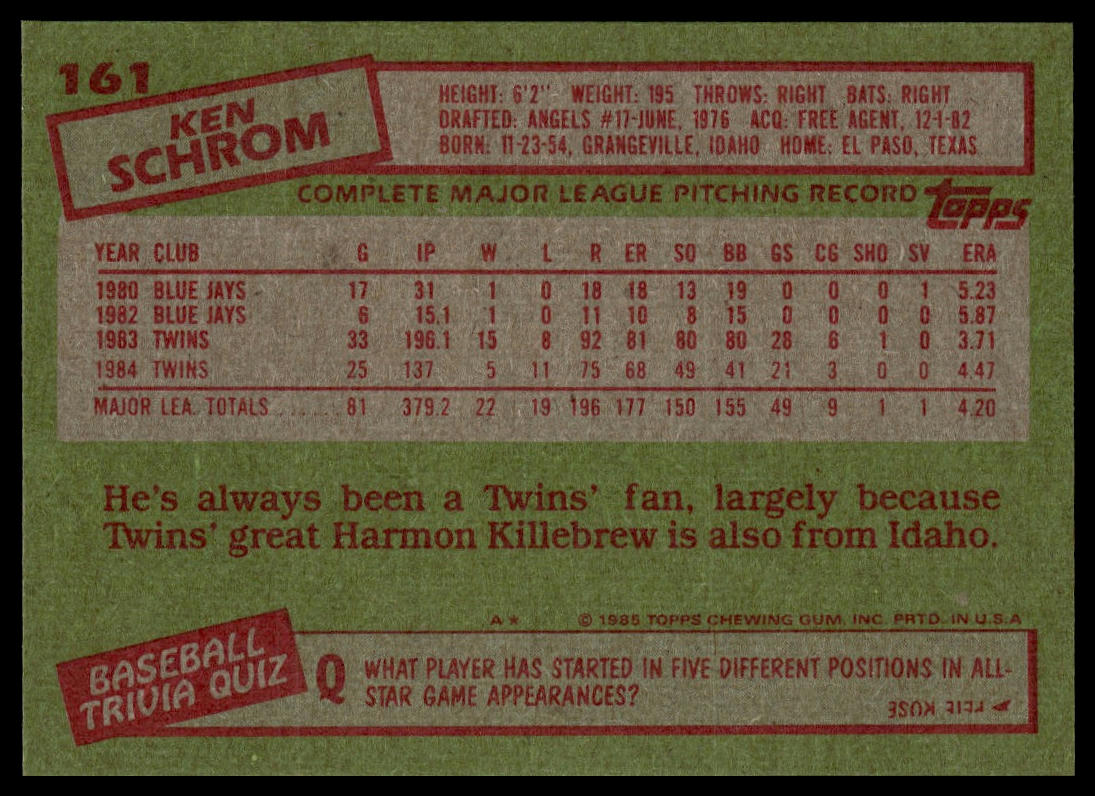 161
KEN
SCHROM
HEIGHT: 6'2" WEIGHT: 195 THROWS: RIGHT BATS: RIGHT
DRAFTED: ANGELS #17-JUNE, 1976 ACQ: FREE AGENT, 12-1-82
BORN: 11-23-54, GRANGEVILLE, IDAHO HOME: EL PASO, TEXAS
COMPLETE MAJOR LEAGUE PITCHING RECORD topps
YEAR CLUB G IP W L R ER SO BB GS CG SHO SV ERA
1980 BLUE JAYS 17 31 1 0 18 18 13 19 0 0 0 1 5.23
1982 BLUE JAYS 6 15.1 1 0 11 10 8 15 0 0 0 0 5.87
1983 TWINS 33 196.1 15 8 92 81 80 80 28 6 1 0 3.71
1984 TWINS 25 137 5 11 75 68 49 41 21 3 0 0 4.47
MAJOR LEA. TOTALS 81 379.2 22 19 196 177 150 155 49 9 1 1 4.20
He's always been a Twins' fan, largely because
Twins' great Harmon Killebrew is also from Idaho.
A* © 1985 TOPPS CHEWING GUM, INC. PRTD. IN U.S.A
BASEBALL
TRIVIA QUIZ
Q WHAT PLAYER HAS STARTED IN FIVE DIFFERENT POSITIONS IN ALL-
STAR GAME APPEARANCES?
A PETE ROSE